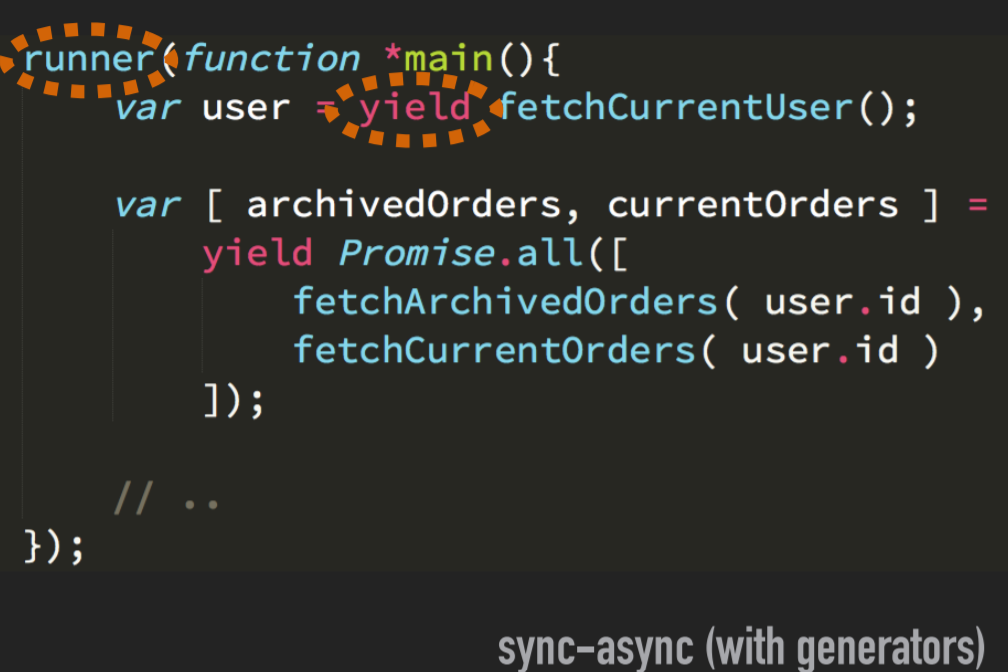 runner(function *main(){
    var user = yield fetchCurrentUser();

    var [ archivedOrders, currentOrders ] =
        yield Promise.all([
            fetchArchivedOrders( user.id ),
            fetchCurrentOrders( user.id )
        ]);

    // ..
});
sync-async (with generators)